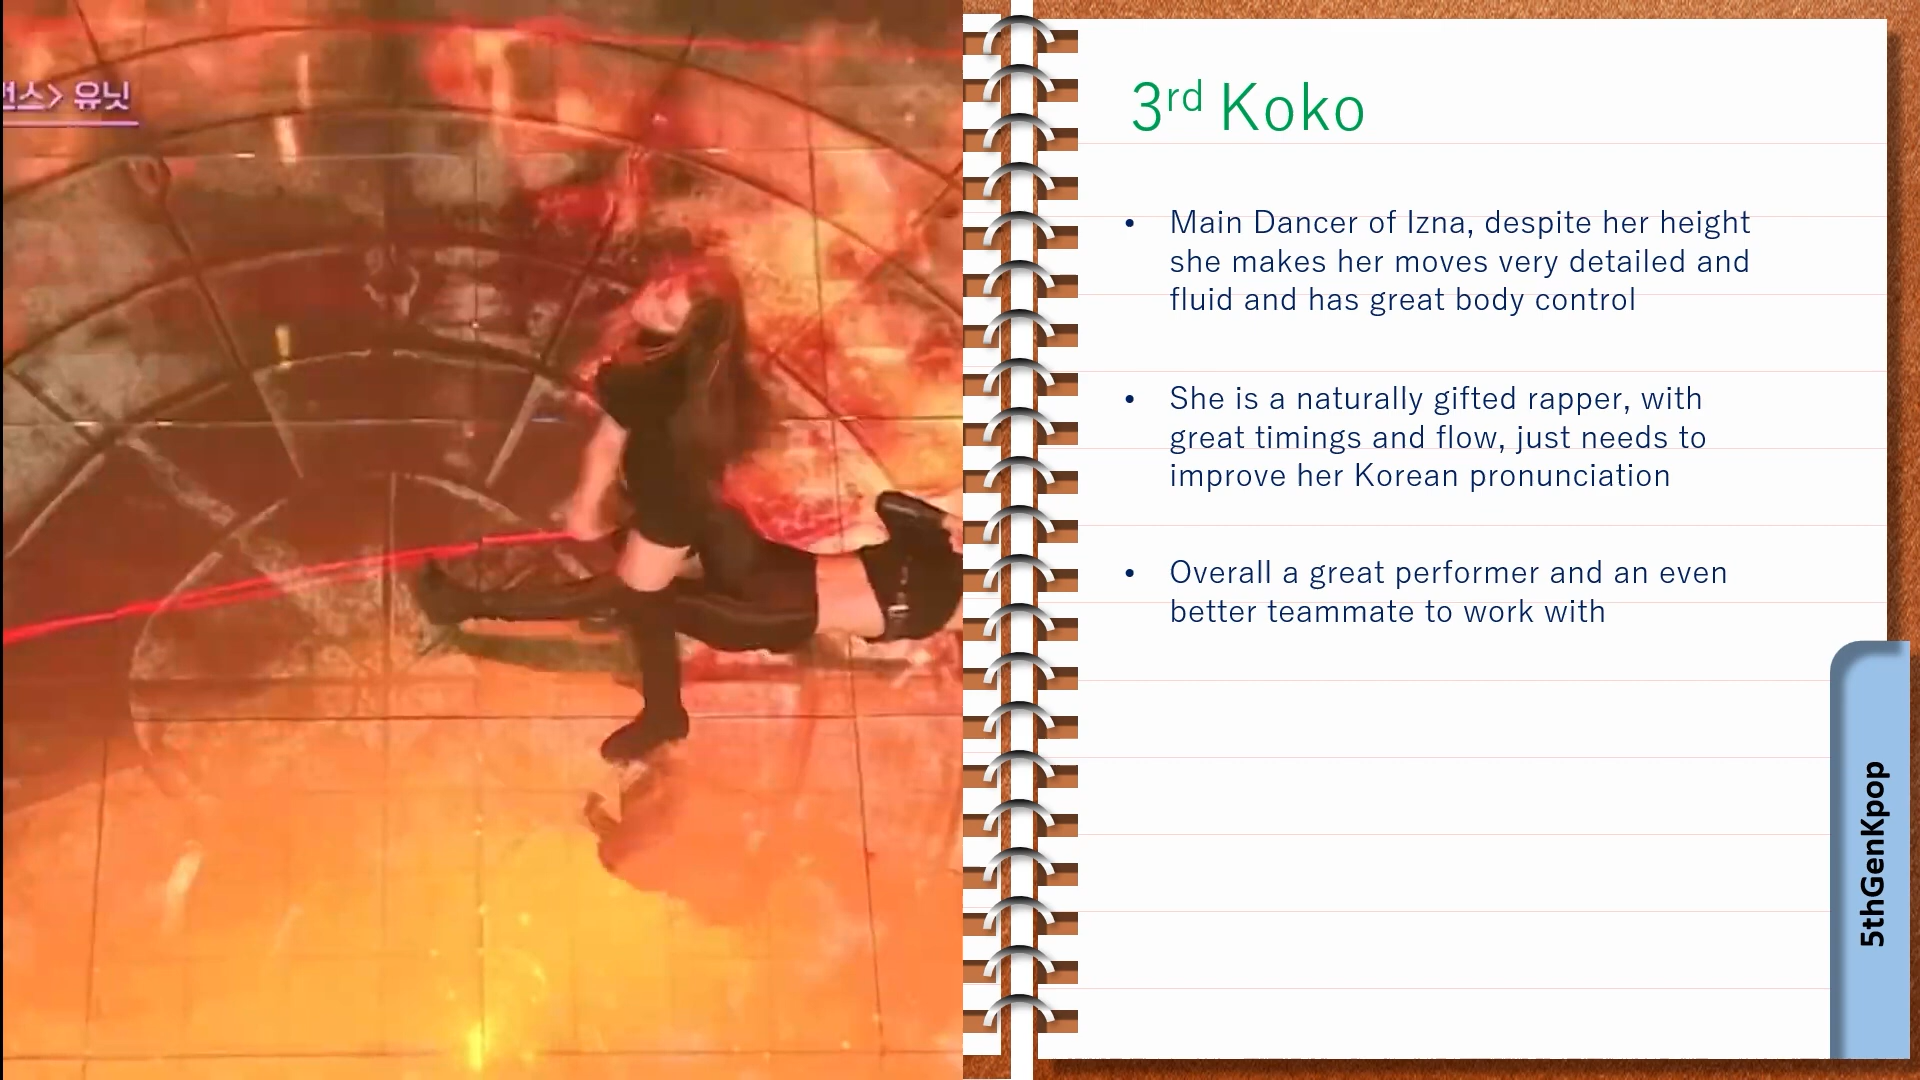 > 유닛
3rd Koko
• Main Dancer of Izna, despite her height
she makes her moves very detailed and
fluid and has great body control
• She is a naturally gifted rapper, with
great timings and flow, just needs to
improve her Korean pronunciation
• Overall a great performer and an even
better teammate to work with
5thGenKpop